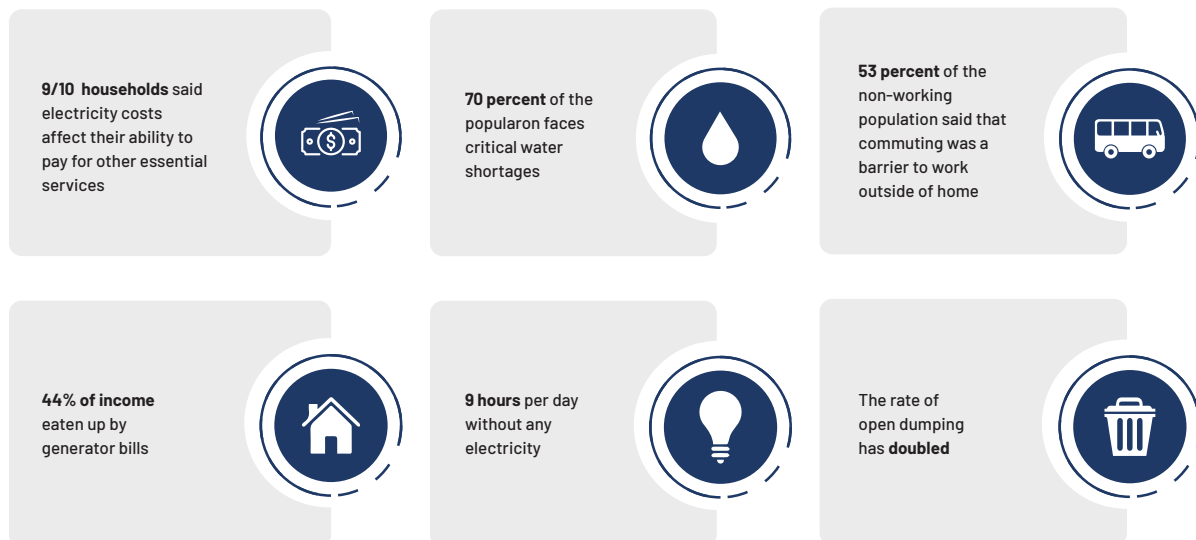 9/10  households said
electricity costs
affect their ability to
pay for other essential
services
70 percent of the
popularon faces
critical water
shortages
53 percent of the
non-working
population said that
commuting was a
barrier to work
outside of home
44% of income
eaten up by
generator bills
9 hours per day
without any
electricity
The rate of
open dumping
has doubled